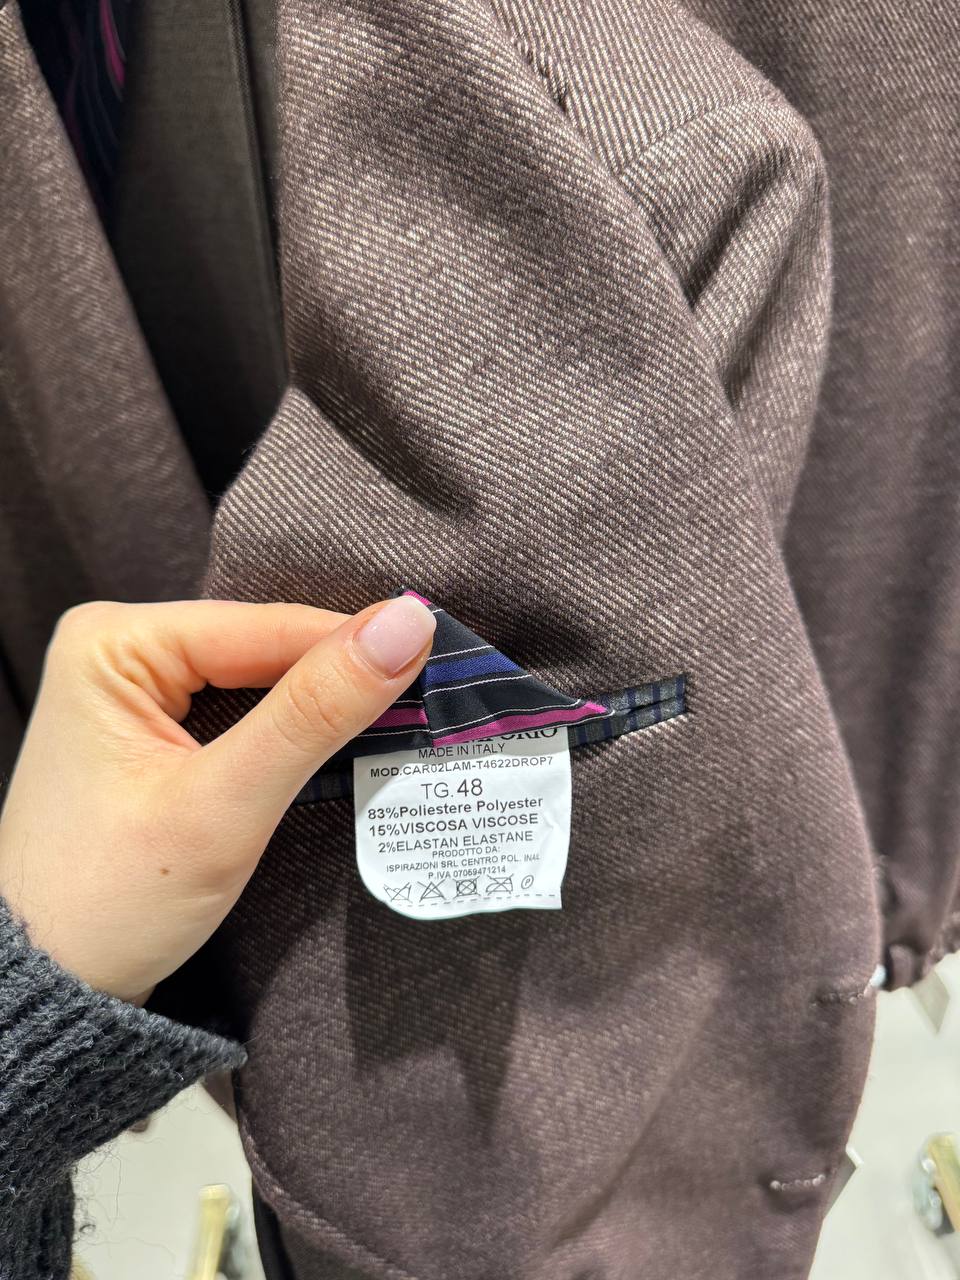 MADE IN ITALY
MOD.CAR02LAM-T4622DROP7
TG.48
83%Poliestere Polyester
15%VISCOSA VISCOSE
2%ELASTAN ELASTANE
PRODOTTO DA:
ISPIRAZIONI SRL CENTRO POL.
P.IVA 07059471214